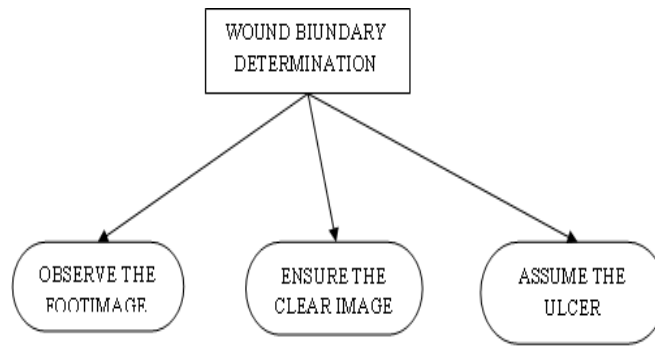 WOUND BIUNDARY
DETERMINATION
OBSERVE THE
FOOTIMAGE.
ENSURE THE
CLEAR IMAGE
ASSUME THE
ULCER